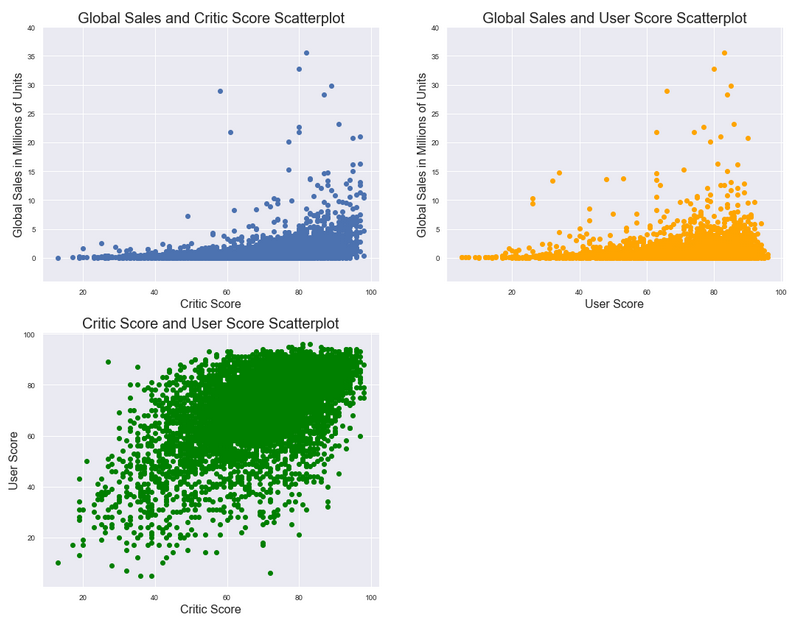 Global Sales and Critic Score Scatterplot
Global Sales in Millions of Units
40
35
30
25
20
15
10
5
0
20 40 60 80 100
Critic Score
Global Sales and User Score Scatterplot
Global Sales in Millions of Units
40
35
30
25
20
15
10
5
0
20 40 60 80 100
User Score
Critic Score and User Score Scatterplot
User Score
100
80
60
40
20
20 40 60 80 100
Critic Score